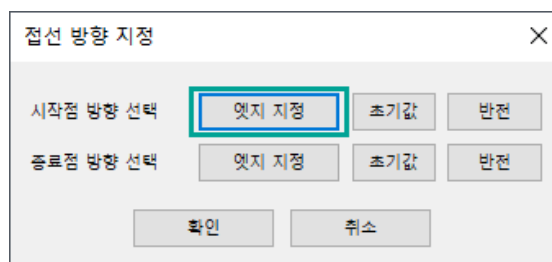 접선 방향 지정
시작점 방향 선택 엣지 지정 초기값 반전
종료점 방향 선택 엣지 지정 초기값 반전
확인 취소